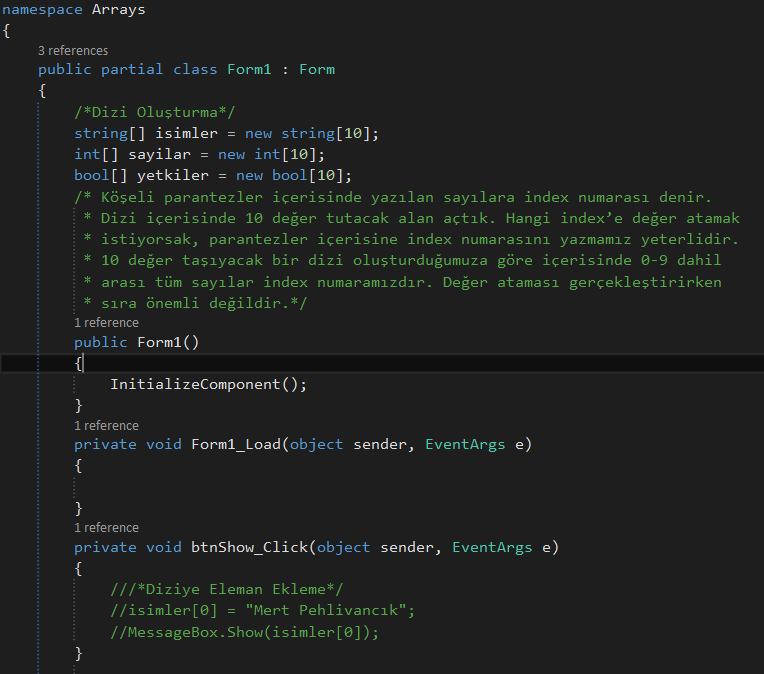 namespace Arrays
{
3 references
public partial class Form1 : Form
{
/*Dizi Oluşturma*/
string[] isimler = new string[10];
int[] sayilar = new int[10];
bool[] yetkiler = new bool[10];
/* Köşeli parantezler içerisinde yazılan sayılara index numarası denir.
* Dizi içerisinde 10 değer tutacak alan açtık. Hangi index’e değer atamak
* istiyorsak, parantezler içerisine index numarasını yazmamız yeterlidir.
* 10 değer taşıyacak bir dizi oluşturduğumuza göre içerisinde 0-9 dahil
* arası tüm sayılar index numaramızdır. Değer ataması gerçekleştirirken
* sıra önemli değildir.*/
1 reference
public Form1()
{
InitializeComponent();
}
1 reference
private void Form1_Load(object sender, EventArgs e)
{
}
1 reference
private void btnShow_Click(object sender, EventArgs e)
{
///*Diziye Eleman Ekleme*/
//isimler[0] = "Mert Pehlivancık";
//MessageBox.Show(isimler[0]);
}